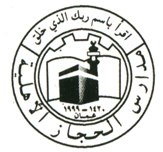 اقرأ باسم ربك الذي خلق
١٩٩٩ - ١٤٢٠
عمان
مدارس الحجاز الأهلية